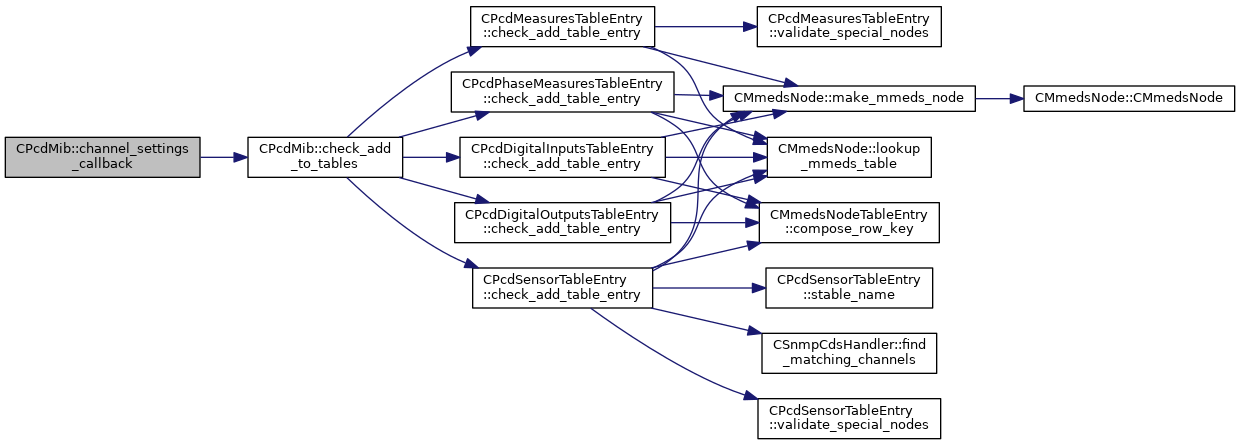 CPcdMib::channel_settings
_callback
CPcdMib::check_add
_to_tables
CPcdMeasuresTableEntry
::check_add_table_entry
CPcdPhaseMeasuresTableEntry
::check_add_table_entry
CPcdDigitalInputsTableEntry
::check_add_table_entry
CPcdDigitalOutputsTableEntry
::check_add_table_entry
CPcdSensorTableEntry
::check_add_table_entry
CPcdMeasuresTableEntry
::validate_special_nodes
CMmedsNode::make_mmeds_node
CMmedsNode::lookup
_mmeds_table
CMmedsNodeTableEntry
::compose_row_key
CPcdSensorTableEntry
::stable_name
CSnmpCdsHandler::find
_matching_channels
CPcdSensorTableEntry
::validate_special_nodes
CMmedsNode::CMmedsNode